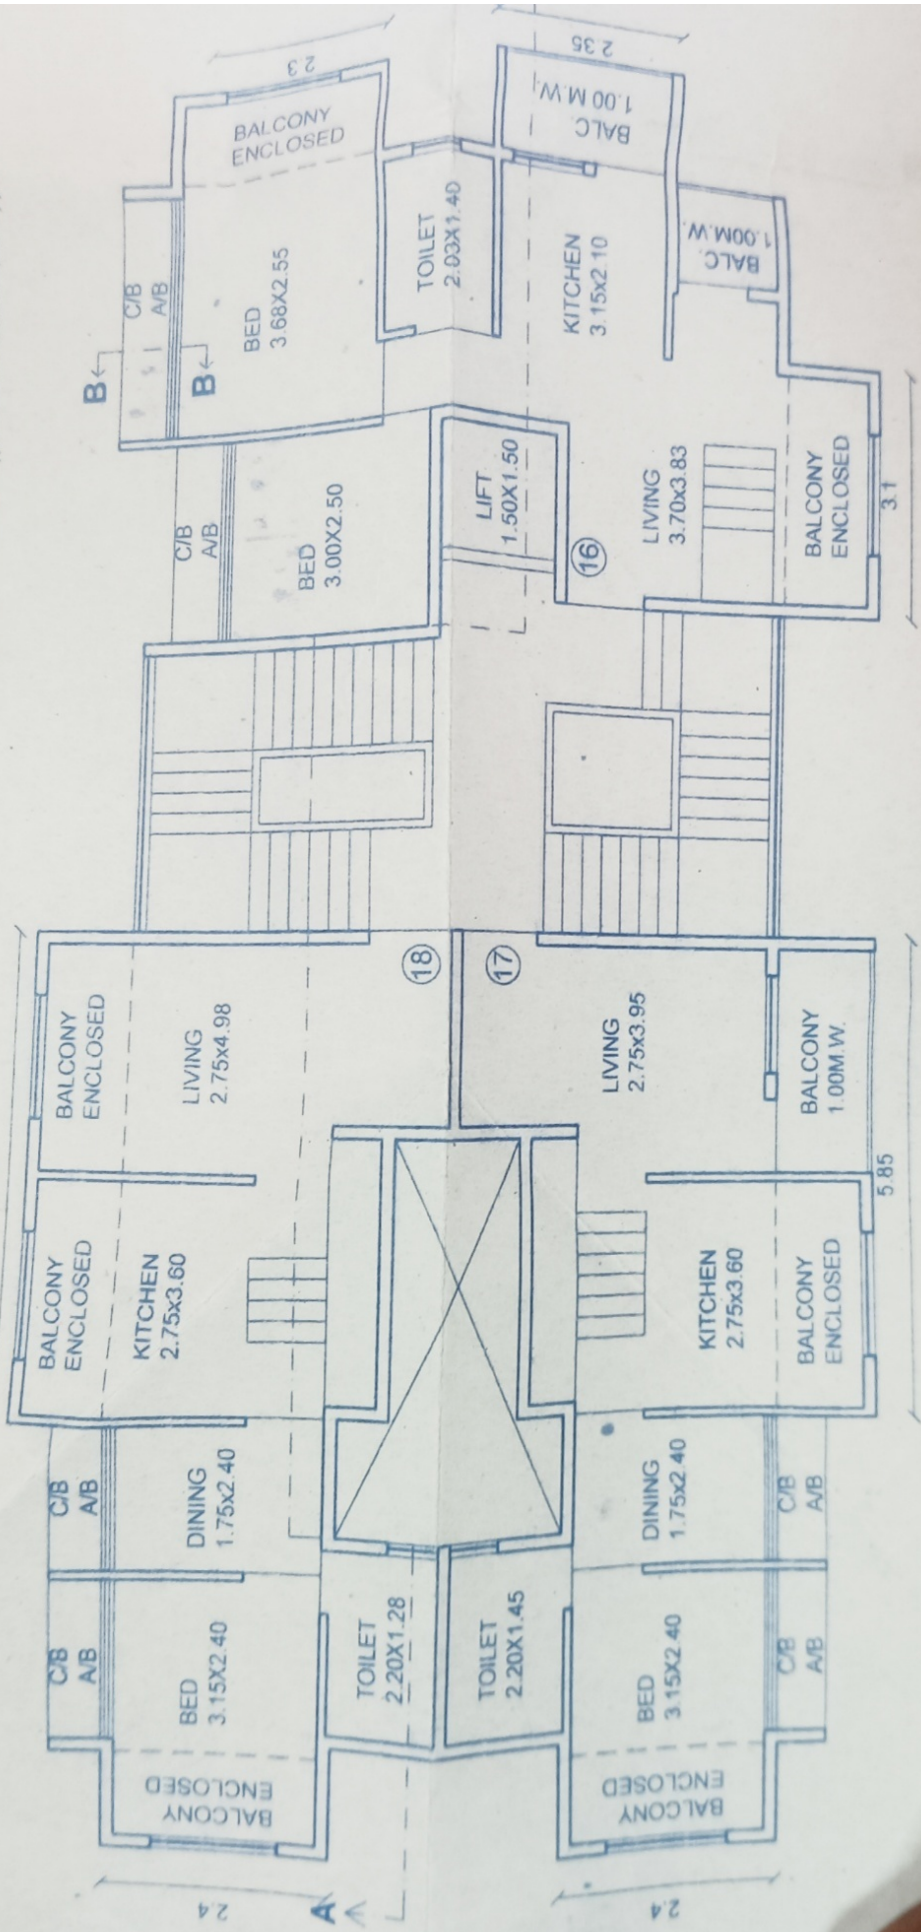 2.3
2.35
BALCONY
ENCLOSED
BALC.
1.00 M.W.
C/B
A/B
BED
3.68X2.55
TOILET
2.03X1.40
KITCHEN
3.15x2.10
BALC.
1.00M.W.
B
B
C/B
A/B
BED
3.00X2.50
LIFT
1.50X1.50
16
LIVING
3.70x3.83
BALCONY
ENCLOSED
3.1
18
17
BALCONY
ENCLOSED
LIVING
2.75x4.98
LIVING
2.75x3.95
BALCONY
1.00M.W.
5.85
BALCONY
ENCLOSED
KITCHEN
2.75x3.60
KITCHEN
2.75x3.60
BALCONY
ENCLOSED
C/B
A/B
DINING
1.75x2.40
DINING
1.75x2.40
C/B
A/B
C/B
A/B
BED
3.15X2.40
TOILET
2.20X1.28
TOILET
2.20X1.45
BED
3.15X2.40
C/B
A/B
BALCONY
ENCLOSED
BALCONY
ENCLOSED
2.4
A
2.4